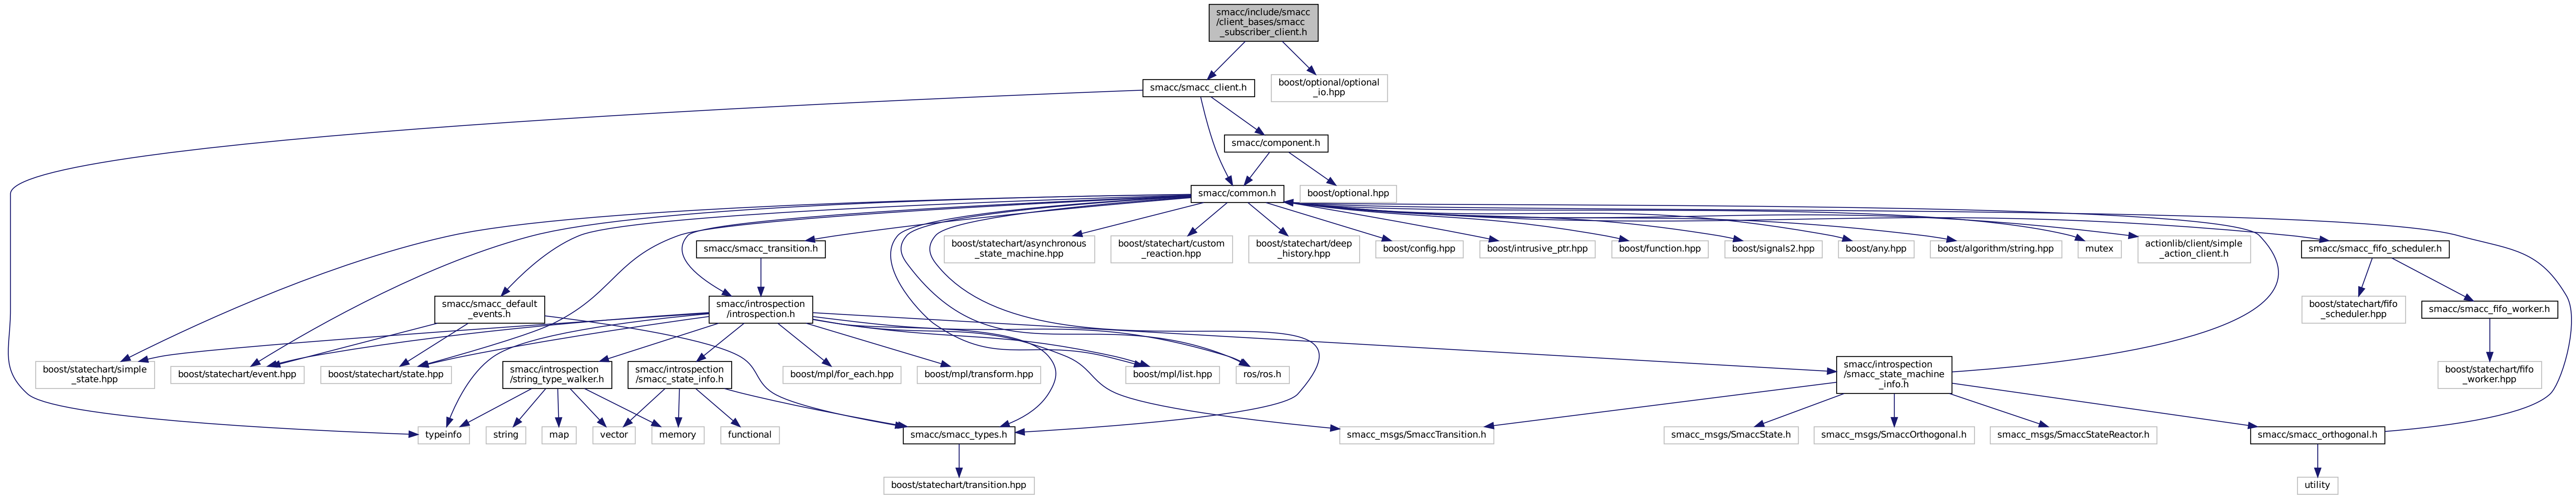 smacc/include/smacc
/client_bases/smacc
_subscriber_client.h
smacc/smacc_client.h
boost/optional/optional
_io.hpp
smacc/component.h
smacc/common.h
boost/optional.hpp
smacc/smacc_transition.h
boost/statechart/asynchronous
_state_machine.hpp
boost/statechart/custom
_reaction.hpp
boost/statechart/deep
_history.hpp
boost/config.hpp
boost/intrusive_ptr.hpp
boost/function.hpp
boost/signals2.hpp
boost/any.hpp
boost/algorithm/string.hpp
mutex
actionlib/client/simple
_action_client.h
smacc/smacc_fifo_scheduler.h
smacc/smacc_default
_events.h
smacc/introspection
/introspection.h
boost/statechart/fifo
_scheduler.hpp
smacc/smacc_fifo_worker.h
boost/statechart/simple
_state.hpp
boost/statechart/event.hpp
boost/statechart/state.hpp
smacc/introspection
/string_type_walker.h
smacc/introspection
/smacc_state_info.h
boost/mpl/for_each.hpp
boost/mpl/transform.hpp
boost/mpl/list.hpp
ros/ros.h
smacc/introspection
/smacc_state_machine
_info.h
boost/statechart/fifo
_worker.hpp
typeinfo
string
map
vector
memory
functional
smacc/smacc_types.h
smacc_msgs/SmaccTransition.h
smacc_msgs/SmaccState.h
smacc_msgs/SmaccOrthogonal.h
smacc_msgs/SmaccStateReactor.h
smacc/smacc_orthogonal.h
boost/statechart/transition.hpp
utility